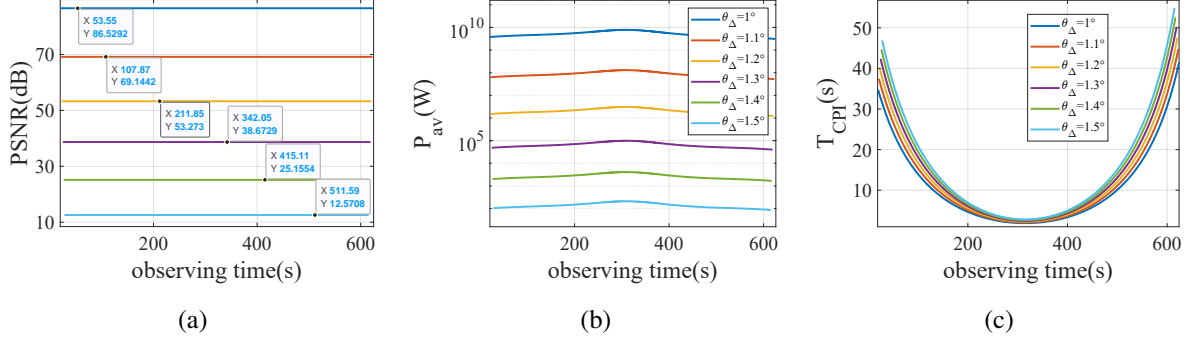 PSNR(dB)
70
50
30
10
X 53.55
Y 86.5292
X 107.87
Y 69.1442
X 211.85
Y 53.273
X 342.05
Y 38.6729
X 415.11
Y 25.1554
X 511.59
Y 12.5708
200 400 600
observing time(s)
(a)
P_av(W)
10^10
10^5
θ_Δ=1°
θ_Δ=1.1°
θ_Δ=1.2°
θ_Δ=1.3°
θ_Δ=1.4°
θ_Δ=1.5°
200 400 600
observing time(s)
(b)
T_CPI(s)
50
40
30
20
10
θ_Δ=1°
θ_Δ=1.1°
θ_Δ=1.2°
θ_Δ=1.3°
θ_Δ=1.4°
θ_Δ=1.5°
200 400 600
observing time(s)
(c)